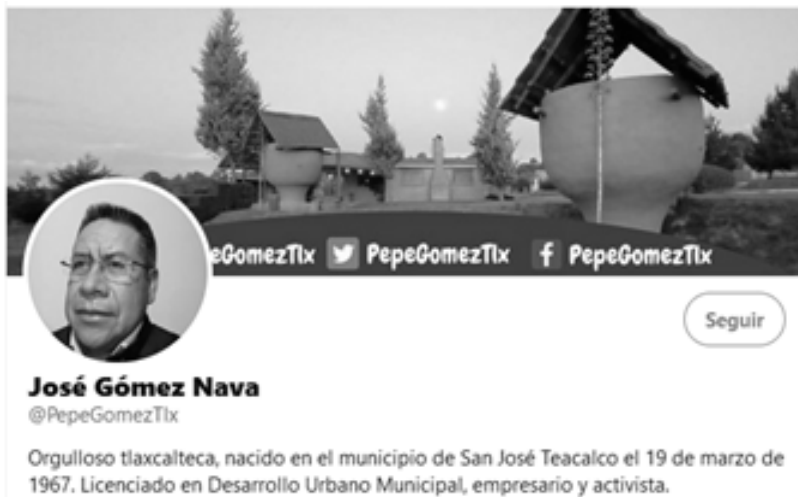 eGomezTlx PepeGomezTlx PepeGomezTlx
Seguir
José Gómez Nava
@PepeGomezTlx
Orgulloso tlaxcalteca, nacido en el municipio de San José Teacalco el 19 de marzo de
1967. Licenciado en Desarrollo Urbano Municipal, empresario y activista.